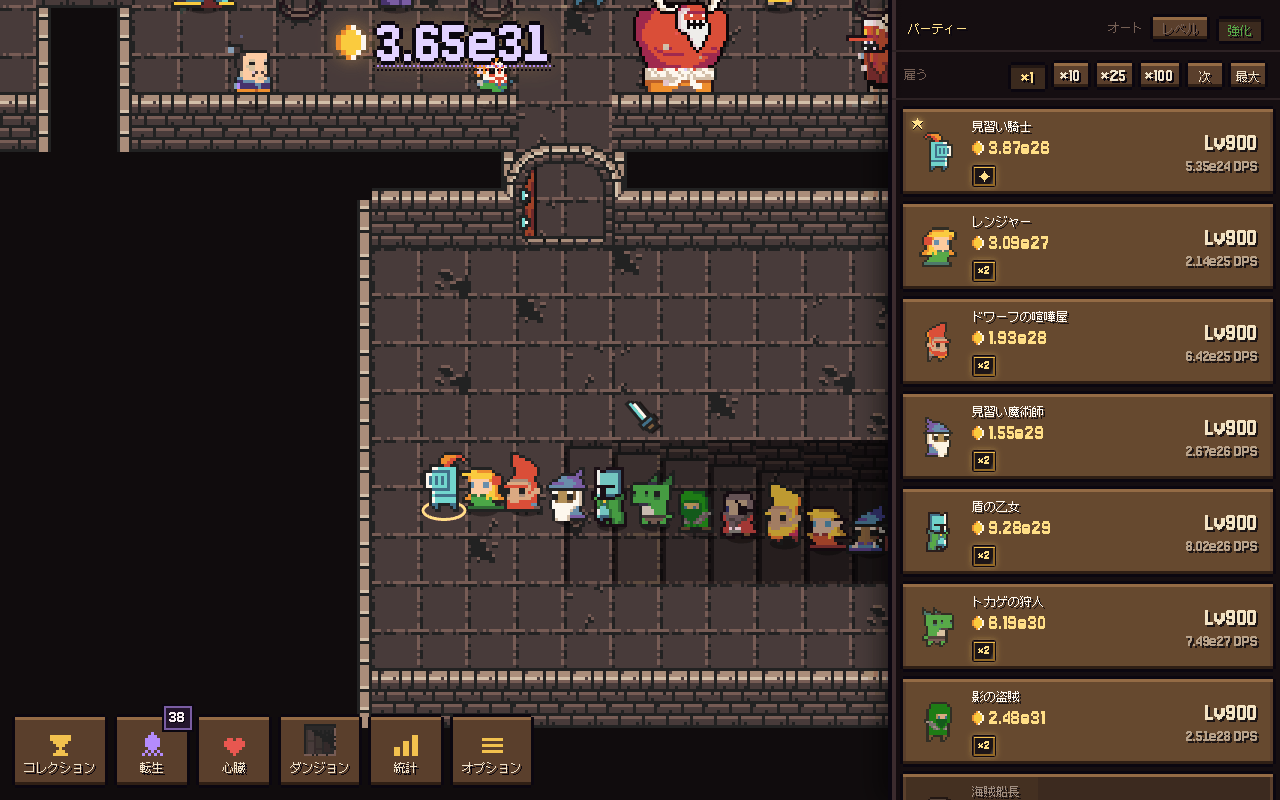 3.65e31
パーティー
オート
レベル
強化
雇う
×1
×10
×25
×100
次
最大
見習い騎士
3.87e28
Lv900
5.35e24 DPS
レンジャー
3.09e27
Lv900
2.14e25 DPS
×2
ドワーフの喧嘩屋
1.93e28
Lv900
6.42e25 DPS
×2
見習い魔術師
1.55e29
Lv900
2.67e26 DPS
×2
盾の乙女
9.28e29
Lv900
8.02e26 DPS
×2
トカゲの狩人
6.19e30
Lv900
7.49e27 DPS
×2
影の盗賊
2.48e31
Lv900
2.51e28 DPS
×2
海賊船長
38
コレクション
転生
心臓
ダンジョン
統計
オプション